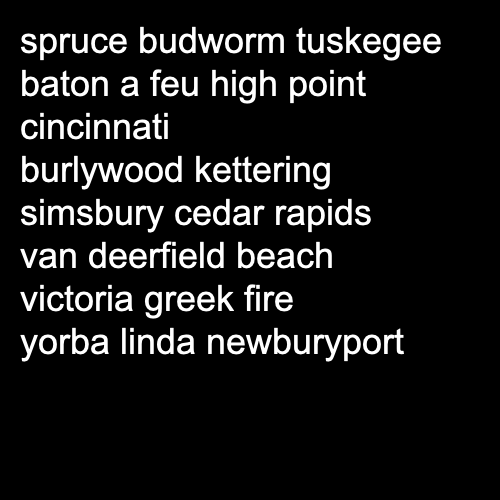 spruce budworm tuskegee
baton a feu high point
cincinnati
burlywood kettering
simsbury cedar rapids
van deerfield beach
victoria greek fire
yorba linda newburyport